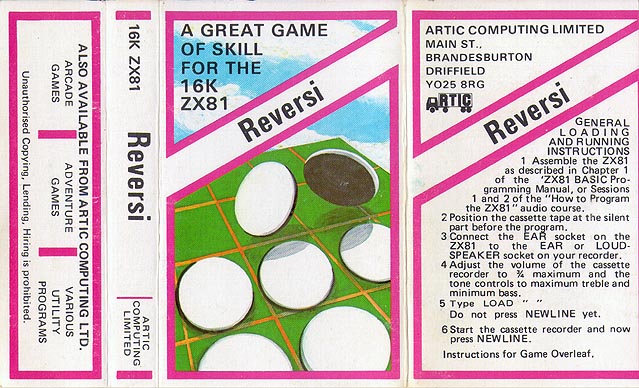 ALSO AVAILABLE FROM ARTIC COMPUTING LTD.
ARCADE
GAMES
ADVENTURE
GAMES
VARIOUS
UTILITY
PROGRAMS
Unauthorised Copying, Lending, Hiring is prohibited.
16K ZX81
Reversi
ARTIC
COMPUTING
LIMITED
A GREAT GAME
OF SKILL
FOR THE
16K
ZX81
Reversi
ARTIC COMPUTING LIMITED
MAIN ST.,
BRANDESBURTON
DRIFFIELD
YO25 8RG
ARTIC
Reversi
GENERAL
LOADING
AND RUNNING
INSTRUCTIONS
1 Assemble the ZX81
as described in Chapter 1
of the 'ZX81 BASIC Pro-
gramming Manual, or Sessions
1 and 2 of the "How to Program
the ZX81" audio course.
2 Position the cassette tape at the silent
part before the program.
3 Connect the EAR socket on the
ZX81 to the EAR or LOUD-
SPEAKER socket on your recorder.
4 Adjust the volume of the cassette
recorder to ¾ maximum and the
tone controls to maximum treble and
minimum bass.
5 Type LOAD " "
Do not press NEWLINE yet.
6 Start the cassette recorder and now
press NEWLINE.
Instructions for Game Overleaf.